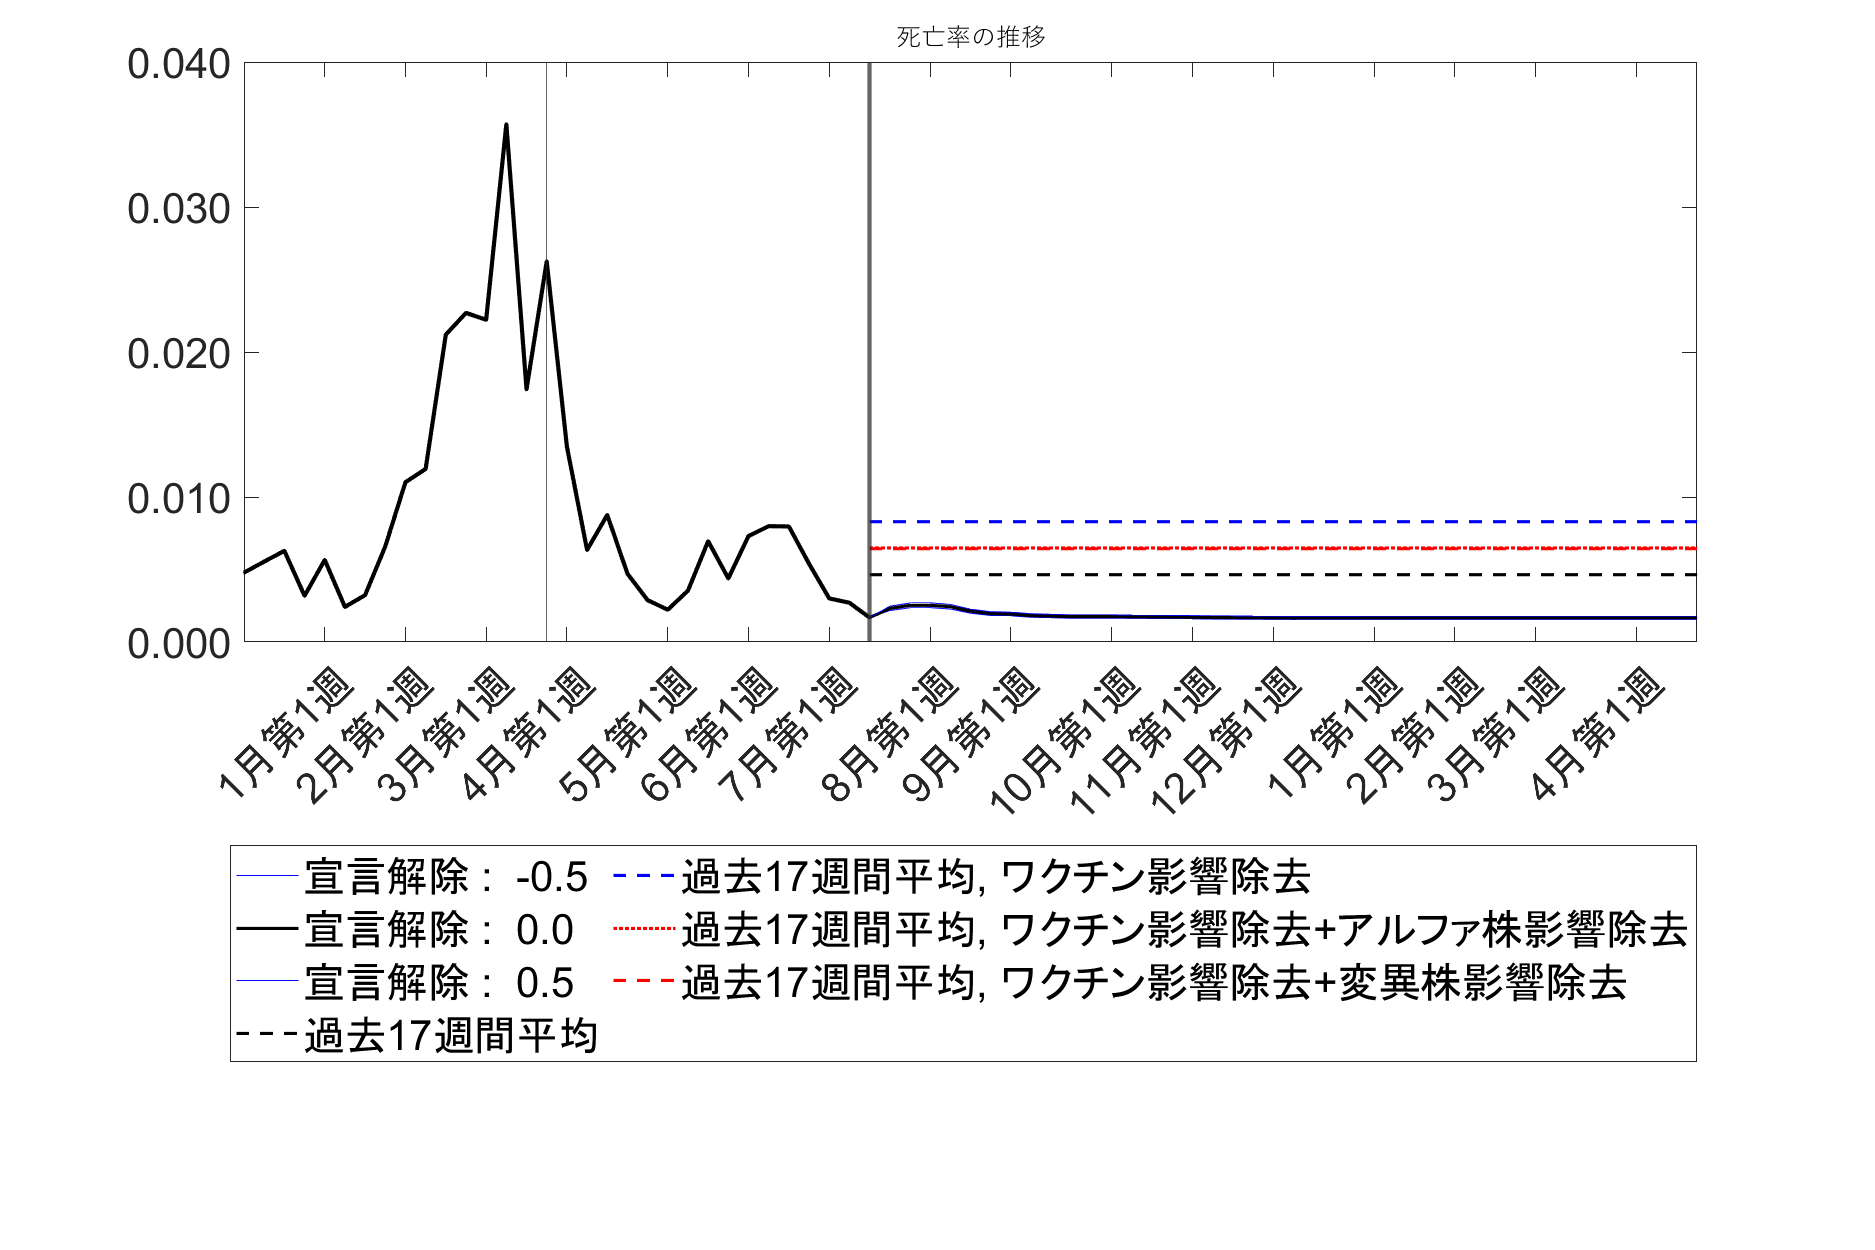 死亡率の推移
0.040
0.030
0.020
0.010
0.000
1月第1週
2月第1週
3月第1週
4月第1週
5月第1週
6月第1週
7月第1週
8月第1週
9月第1週
10月第1週
11月第1週
12月第1週
1月第1週
2月第1週
3月第1週
4月第1週
宣言解除 : -0.5
宣言解除 : 0.0
宣言解除 : 0.5
過去17週間平均
過去17週間平均, ワクチン影響除去
過去17週間平均, ワクチン影響除去+アルファ株影響除去
過去17週間平均, ワクチン影響除去+変異株影響除去